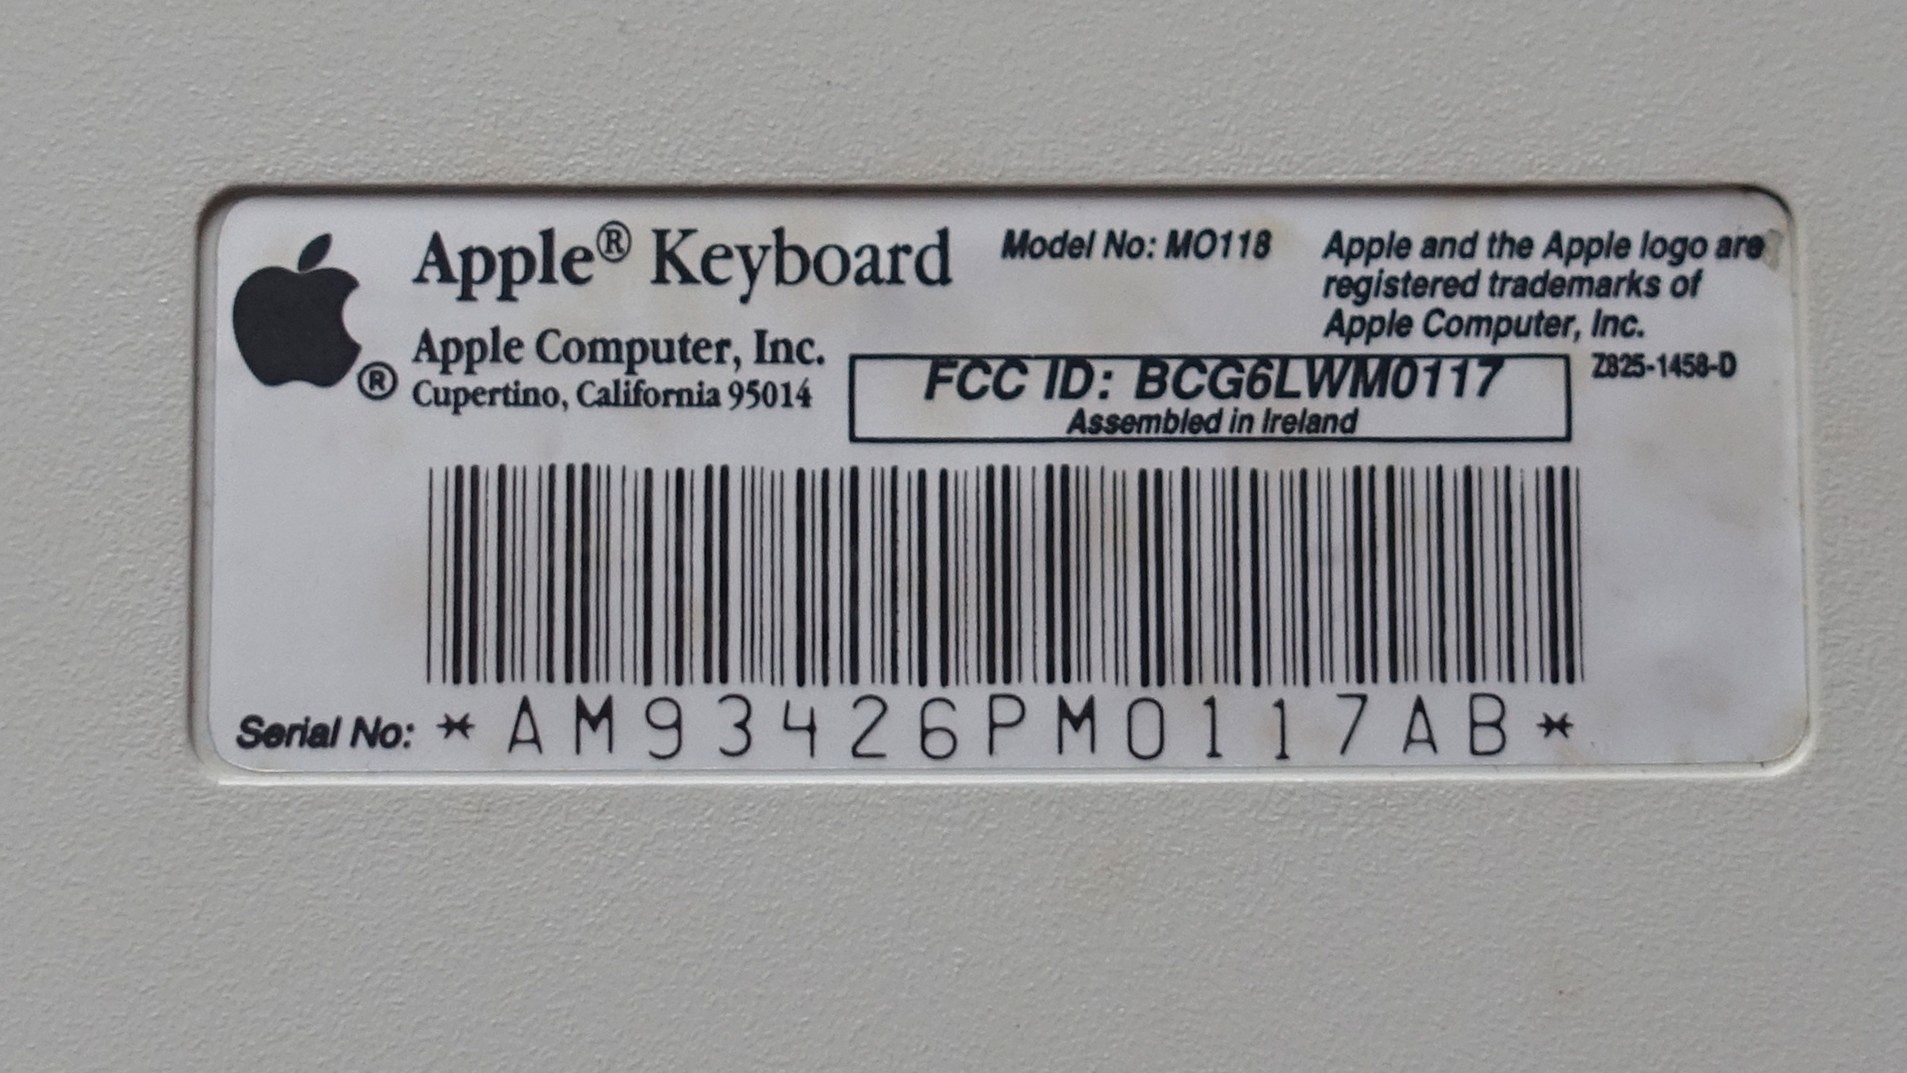 Apple® Keyboard
Apple Computer, Inc.
Cupertino, California 95014
Model No: MO118
Apple and the Apple logo are
registered trademarks of
Apple Computer, Inc.
Z825-1458-D
FCC ID: BCG6LWM0117
Assembled in Ireland
®
Serial No: *AM93426PM0117AB*